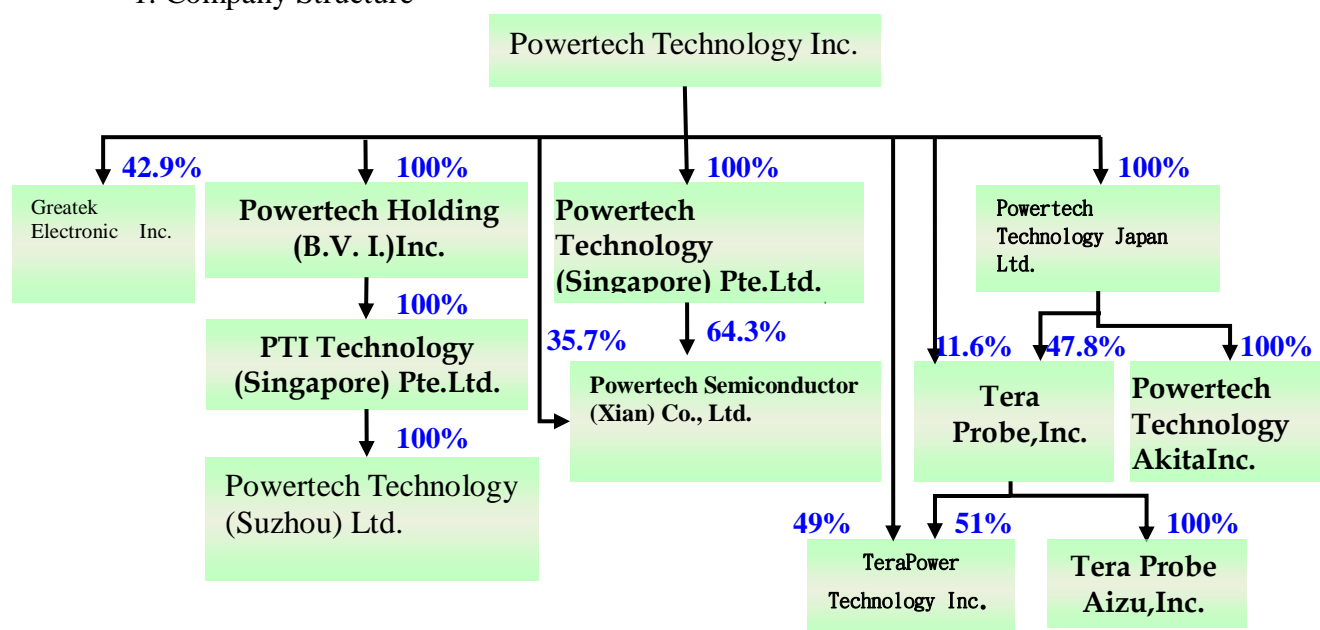 1. Company Structure
Powertech Technology Inc.
42.9%
100%
100%
100%
Greatek
Electronic Inc.
Powertech Holding
(B.V. I.)Inc.
Powertech
Technology
(Singapore) Pte.Ltd.
Powertech
Technology Japan
Ltd.
100%
35.7%
64.3%
11.6%
47.8%
100%
PTI Technology
(Singapore) Pte.Ltd.
Powertech Semiconductor
(Xian) Co., Ltd.
Tera
Probe,Inc.
Powertech
Technology
AkitaInc.
100%
Powertech Technology
(Suzhou) Ltd.
49%
51%
100%
TeraPower
Technology Inc.
Tera Probe
Aizu,Inc.